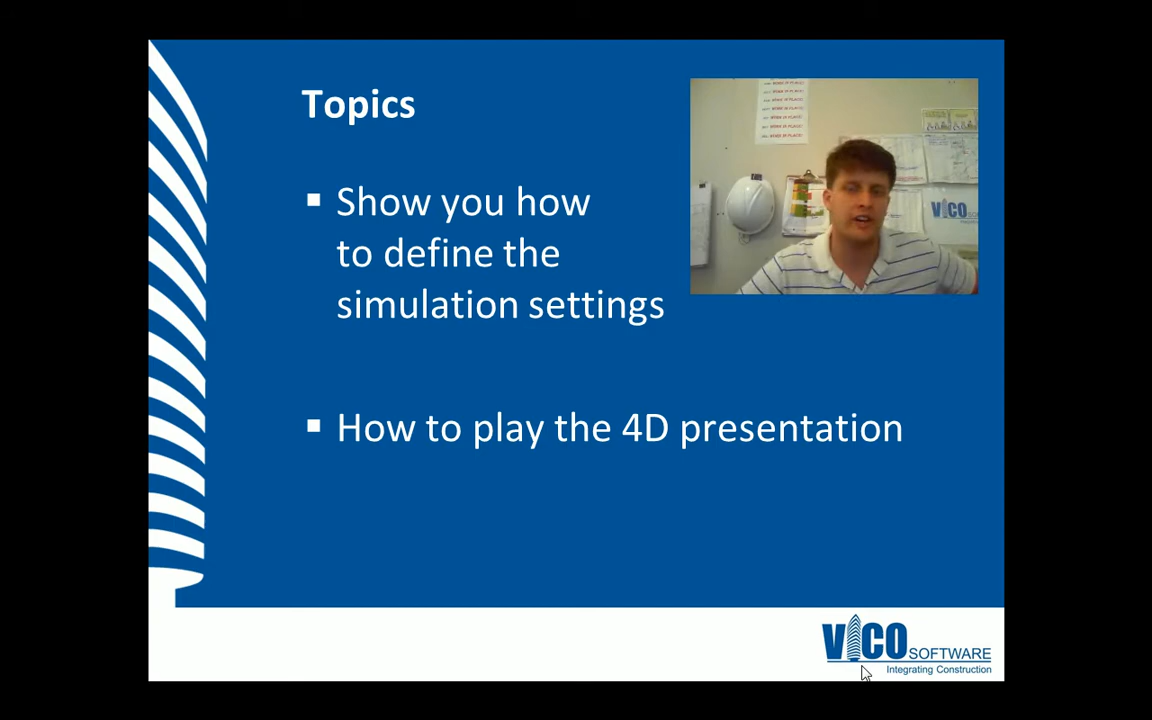 Topics
Show you how
to define the
simulation settings
How to play the 4D presentation
VICO
VICO SOFTWARE
Integrating Construction